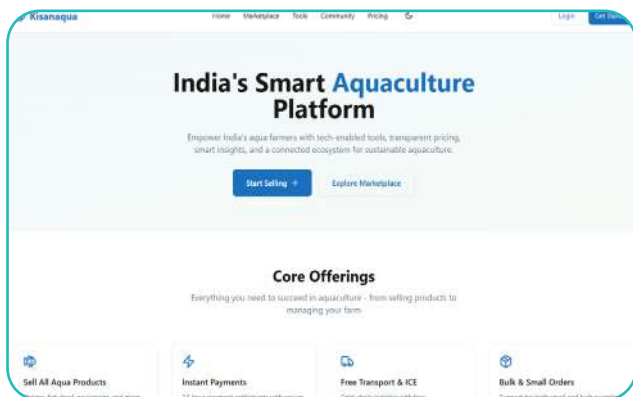 Kisanaqua Home Marketplace Tools Community Pricing Login Get Started
India's Smart Aquaculture
Platform
Empower India's aqua farmers with tech-enabled tools, transparent pricing,
smart insights, and a connected ecosystem for sustainable aquaculture.
Start Selling → Explore Marketplace
Core Offerings
Everything you need to succeed in aquaculture - from selling products to
managing your farm
Sell All Aqua Products Instant Payments Free Transport & ICE Bulk & Small Orders